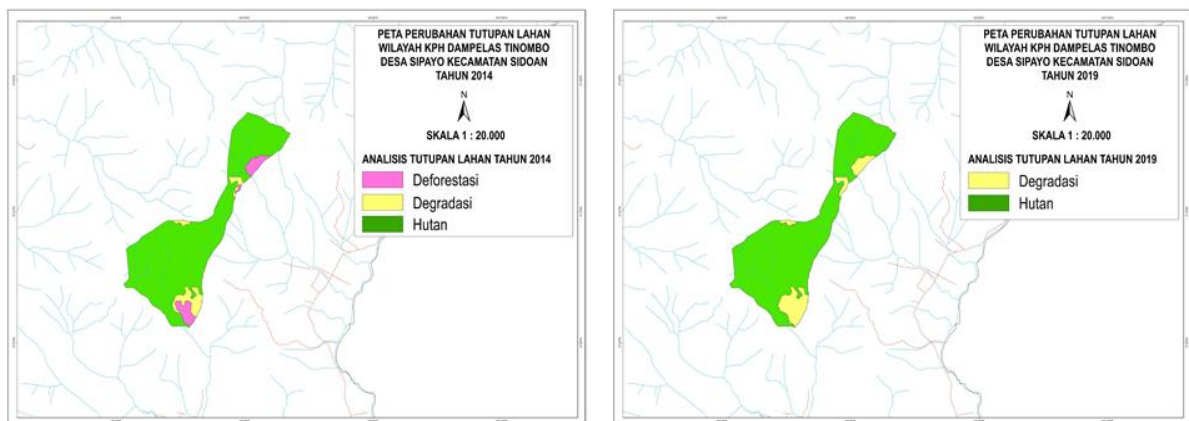 PETA PERUBAHAN TUTUPAN LAHAN
WILAYAH KPH DAMPELAS TINOMBO
DESA SIPAYO KECAMATAN SIDOAN
TAHUN 2014
N
SKALA 1 : 20.000
ANALISIS TUTUPAN LAHAN TAHUN 2014
Deforestasi
Degradasi
Hutan
PETA PERUBAHAN TUTUPAN LAHAN
WILAYAH KPH DAMPELAS TINOMBO
DESA SIPAYO KECAMATAN SIDOAN
TAHUN 2019
N
SKALA 1 : 20.000
ANALISIS TUTUPAN LAHAN TAHUN 2019
Degradasi
Hutan